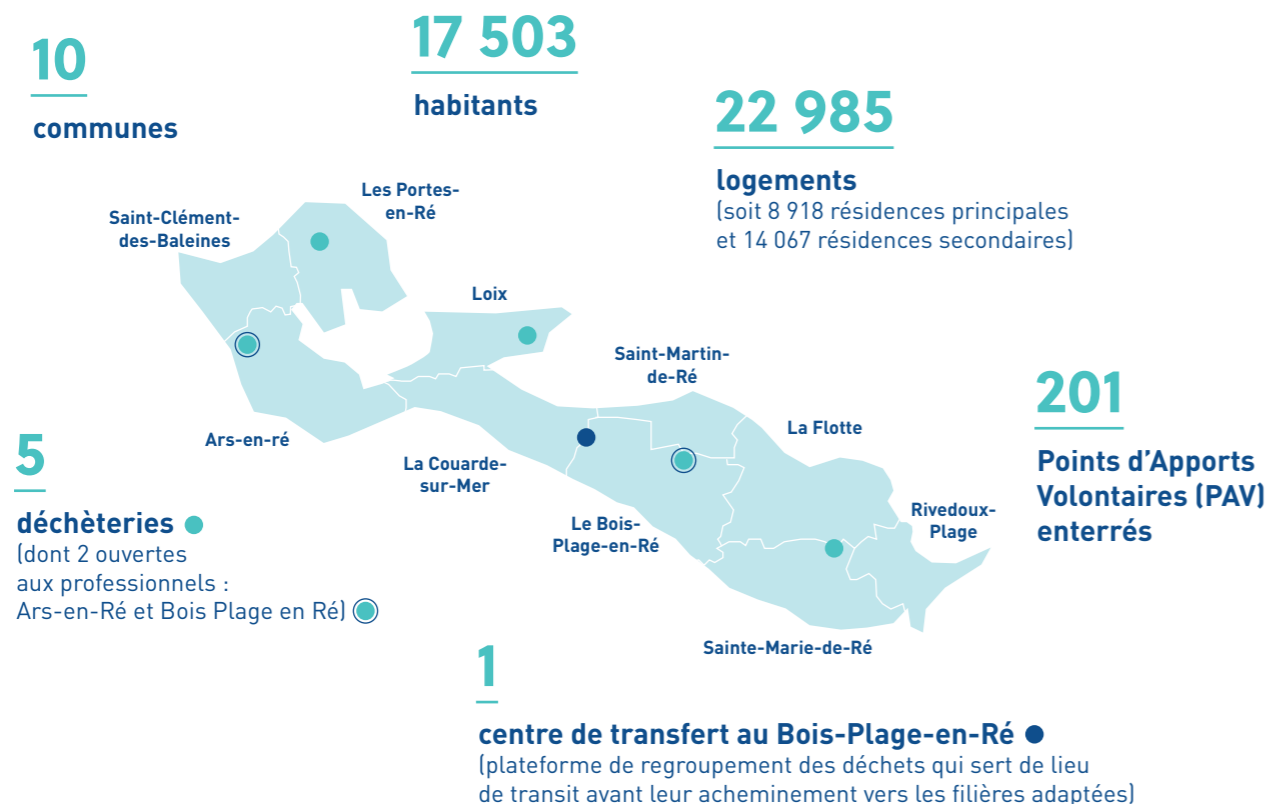 10
communes
17 503
habitants
22 985
logements
(soit 8 918 résidences principales
et 14 067 résidences secondaires)
Les Portes-
en-Ré
Saint-Clément-
des-Baleines
Loix
Saint-Martin-
de-Ré
La Flotte
Ars-en-ré
La Couarde-
sur-Mer
Le Bois-
Plage-en-Ré
Rivedoux-
Plage
Sainte-Marie-de-Ré
201
Points d'Apports
Volontaires (PAV)
enterrés
5
déchèteries
(dont 2 ouvertes
aux professionnels :
Ars-en-Ré et Bois Plage en Ré)
1
centre de transfert au Bois-Plage-en-Ré
(plateforme de regroupement des déchets qui sert de lieu
de transit avant leur acheminement vers les filières adaptées)